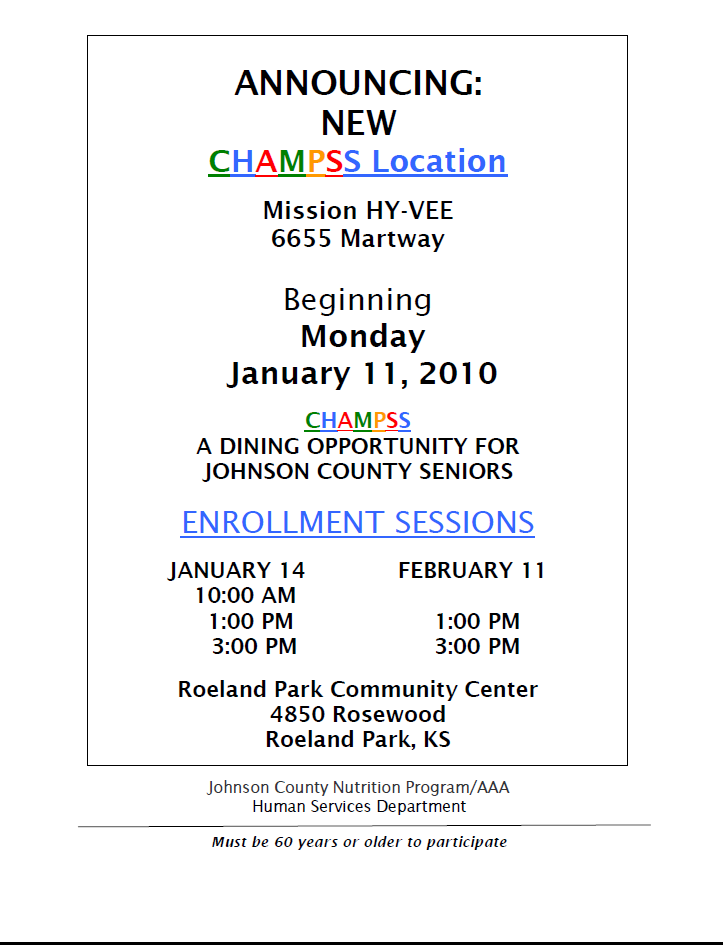 ANNOUNCING:
NEW
CHAMPSS Location
Mission HY-VEE
6655 Martway
Beginning
Monday
January 11, 2010
CHAMPSS
A DINING OPPORTUNITY FOR
JOHNSON COUNTY SENIORS
ENROLLMENT SESSIONS
JANUARY 14 FEBRUARY 11
10:00 AM
1:00 PM 1:00 PM
3:00 PM 3:00 PM
Roeland Park Community Center
4850 Rosewood
Roeland Park, KS
Johnson County Nutrition Program/AAA
Human Services Department
Must be 60 years or older to participate